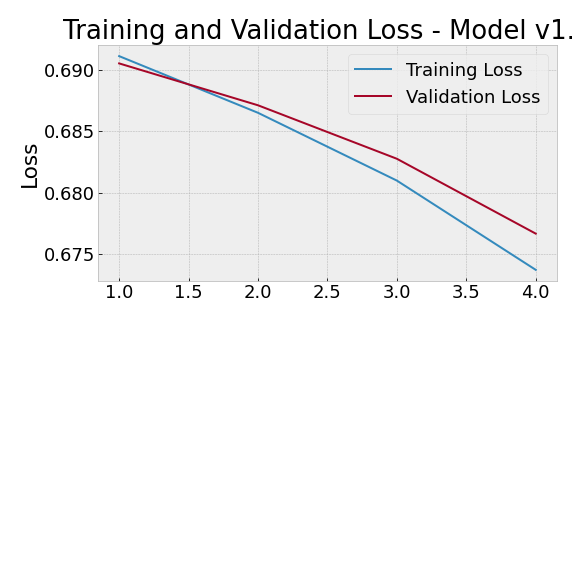 Training and Validation Loss - Model v1.
0.690
0.685
0.680
0.675
Loss
Training Loss
Validation Loss
1.0 1.5 2.0 2.5 3.0 3.5 4.0